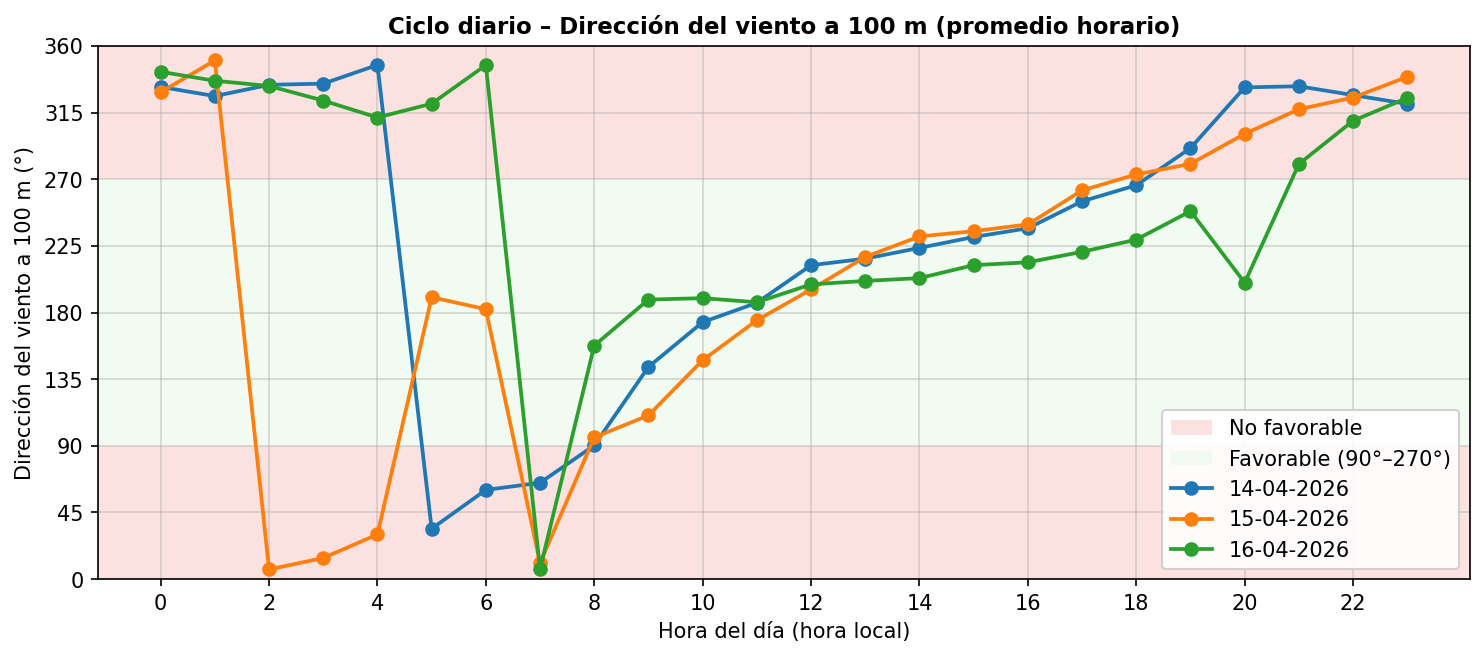 Ciclo diario – Dirección del viento a 100 m (promedio horario)
Dirección del viento a 100 m (°)
360
315
270
225
180
135
90
45
0
0 2 4 6 8 10 12 14 16 18 20 22
Hora del día (hora local)
No favorable
Favorable (90°–270°)
14-04-2026
15-04-2026
16-04-2026